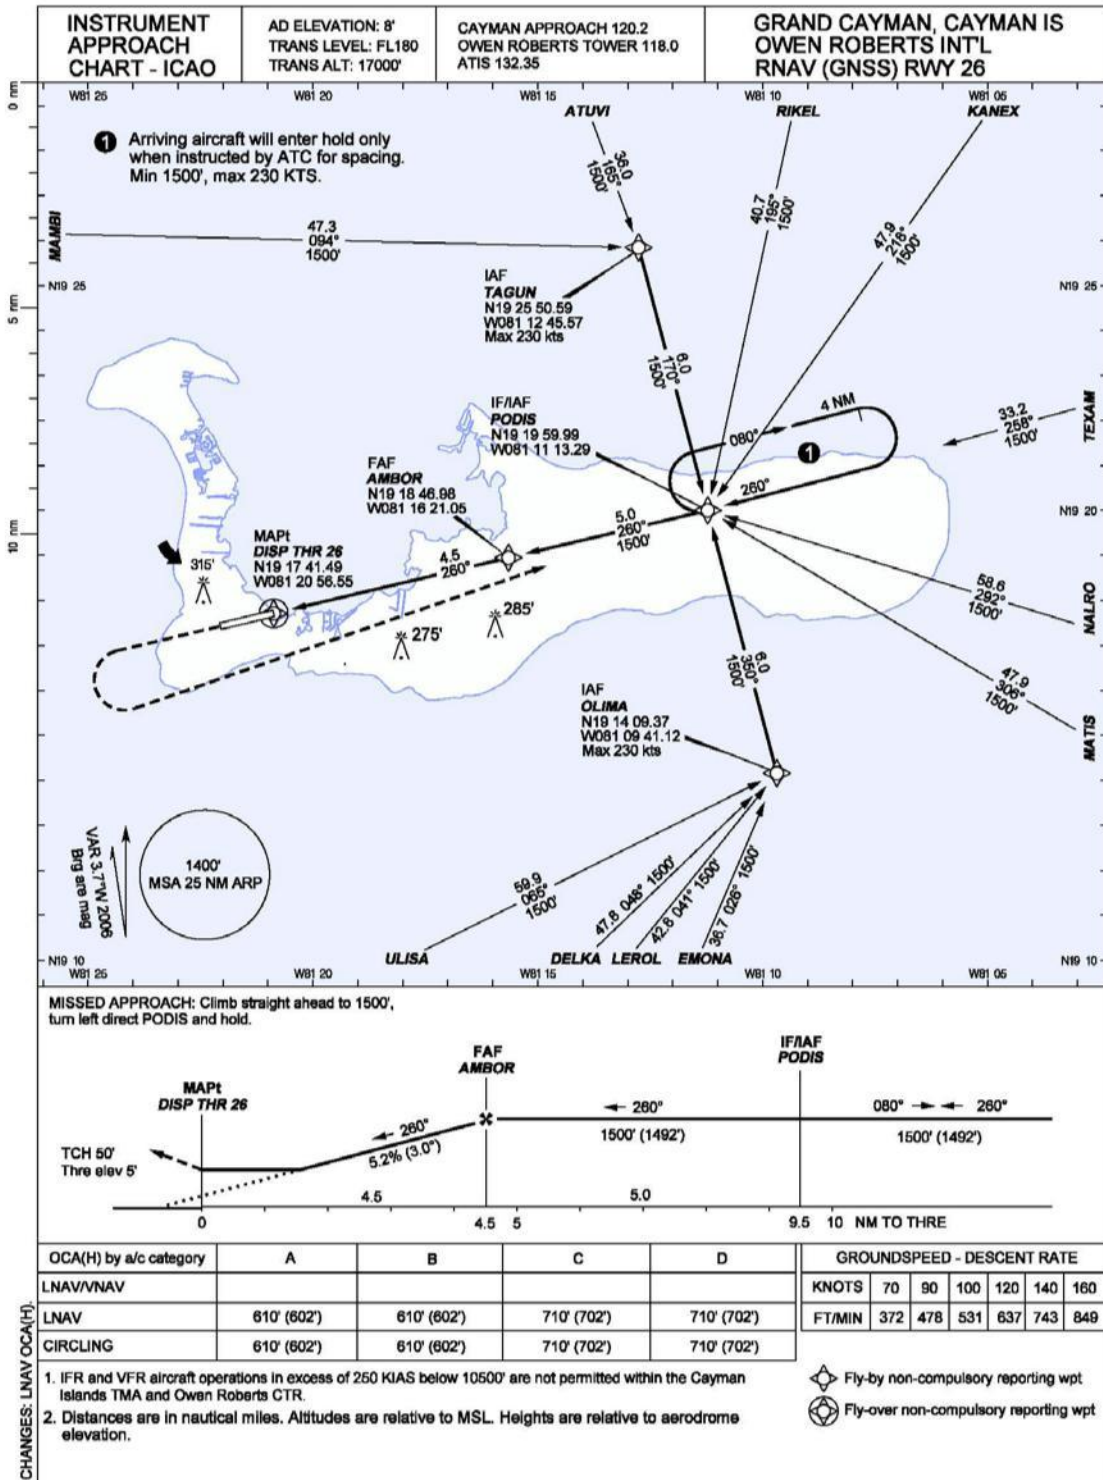 INSTRUMENT
APPROACH
CHART - ICAO
AD ELEVATION: 8'
TRANS LEVEL: FL180
TRANS ALT: 17000'
CAYMAN APPROACH 120.2
OWEN ROBERTS TOWER 118.0
ATIS 132.35
GRAND CAYMAN, CAYMAN IS
OWEN ROBERTS INT'L
RNAV (GNSS) RWY 26
0 nm
5 nm
10 nm
W81 26
W81 20
W81 15
W81 10
W81 05
1 Arriving aircraft will enter hold only
when instructed by ATC for spacing.
Min 1500', max 230 KTS.
ATUVI
RIKEL
KANEX
36.0
165°
1500'
40.7
195°
1500'
47.9
218°
1500'
MAMBI
47.3
094°
1500'
N19 25
N19 25
IAF
TAGUN
N19 25 50.59
W081 12 45.57
Max 230 kts
6.0
170°
1500'
IF/IAF
PODIS
N19 19 59.99
W081 11 13.29
4 NM
080°
1
260°
33.2
258°
1500'
TEXAM
FAF
AMBOR
N19 18 46.98
W081 16 21.05
N19 20
5.0
260°
1500'
MAPt
DISP THR 26
N19 17 41.49
W081 20 56.55
4.5
260°
315'
285'
275'
58.6
292°
1500'
NALRO
47.9
306°
1500'
MATIS
6.0
350°
1500'
IAF
OLIMA
N19 14 09.37
W081 09 41.12
Max 230 kts
VAR 3.7°W 2006
Brg are mag
1400'
MSA 25 NM ARP
59.9
065°
1500'
47.8 048° 1500'
42.8 041° 1500'
36.7 026° 1500'
ULISA
DELKA
LEROL
EMONA
N19 10
N19 10
W81 26
W81 20
W81 15
W81 10
W81 05
MISSED APPROACH: Climb straight ahead to 1500',
turn left direct PODIS and hold.
MAPt
DISP THR 26
FAF
AMBOR
IF/IAF
PODIS
260°
5.2% (3.0°)
260°
1500' (1492')
080° 260°
1500' (1492')
TCH 50'
Thre elev 5'
4.5
5.0
0
4.5
5
9.5
10
NM TO THRE
OCA(H) by a/c category A B C D
LNAV/VNAV
LNAV 610' (602') 610' (602') 710' (702') 710' (702')
CIRCLING 610' (602') 610' (602') 710' (702') 710' (702')
GROUNDSPEED - DESCENT RATE
KNOTS 70 90 100 120 140 160
FT/MIN 372 478 531 637 743 849
1. IFR and VFR aircraft operations in excess of 250 KIAS below 10500' are not permitted within the Cayman
Islands TMA and Owen Roberts CTR.
2. Distances are in nautical miles. Altitudes are relative to MSL. Heights are relative to aerodrome
elevation.
Fly-by non-compulsory reporting wpt
Fly-over non-compulsory reporting wpt
CHANGES: LNAV OCA(H).